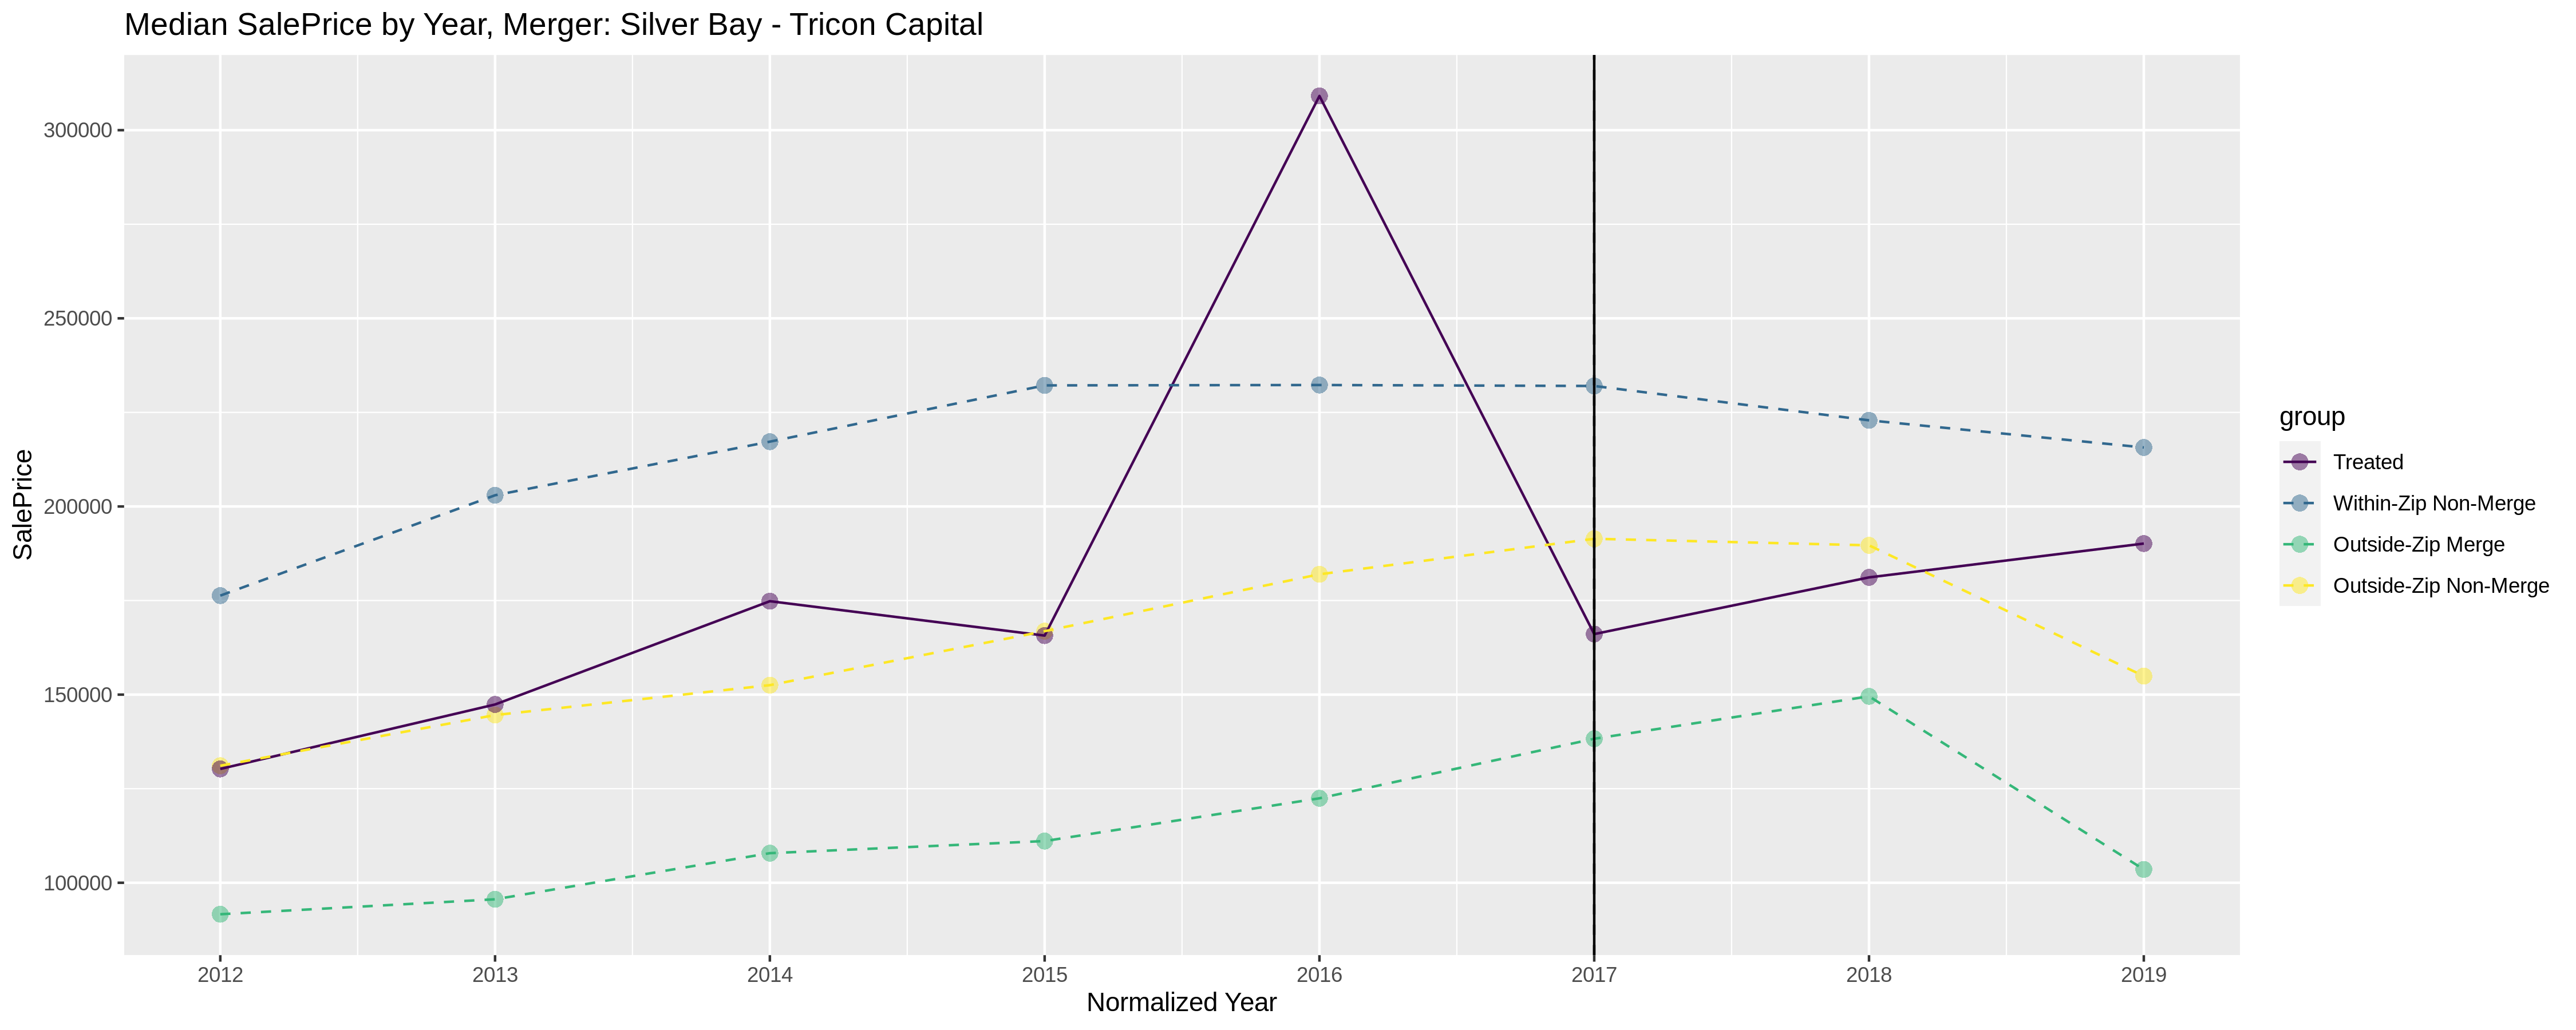 Median SalePrice by Year, Merger: Silver Bay - Tricon Capital
300000
250000
200000
150000
100000
SalePrice
2012 2013 2014 2015 2016 2017 2018 2019
Normalized Year
group
Treated
Within-Zip Non-Merge
Outside-Zip Merge
Outside-Zip Non-Merge